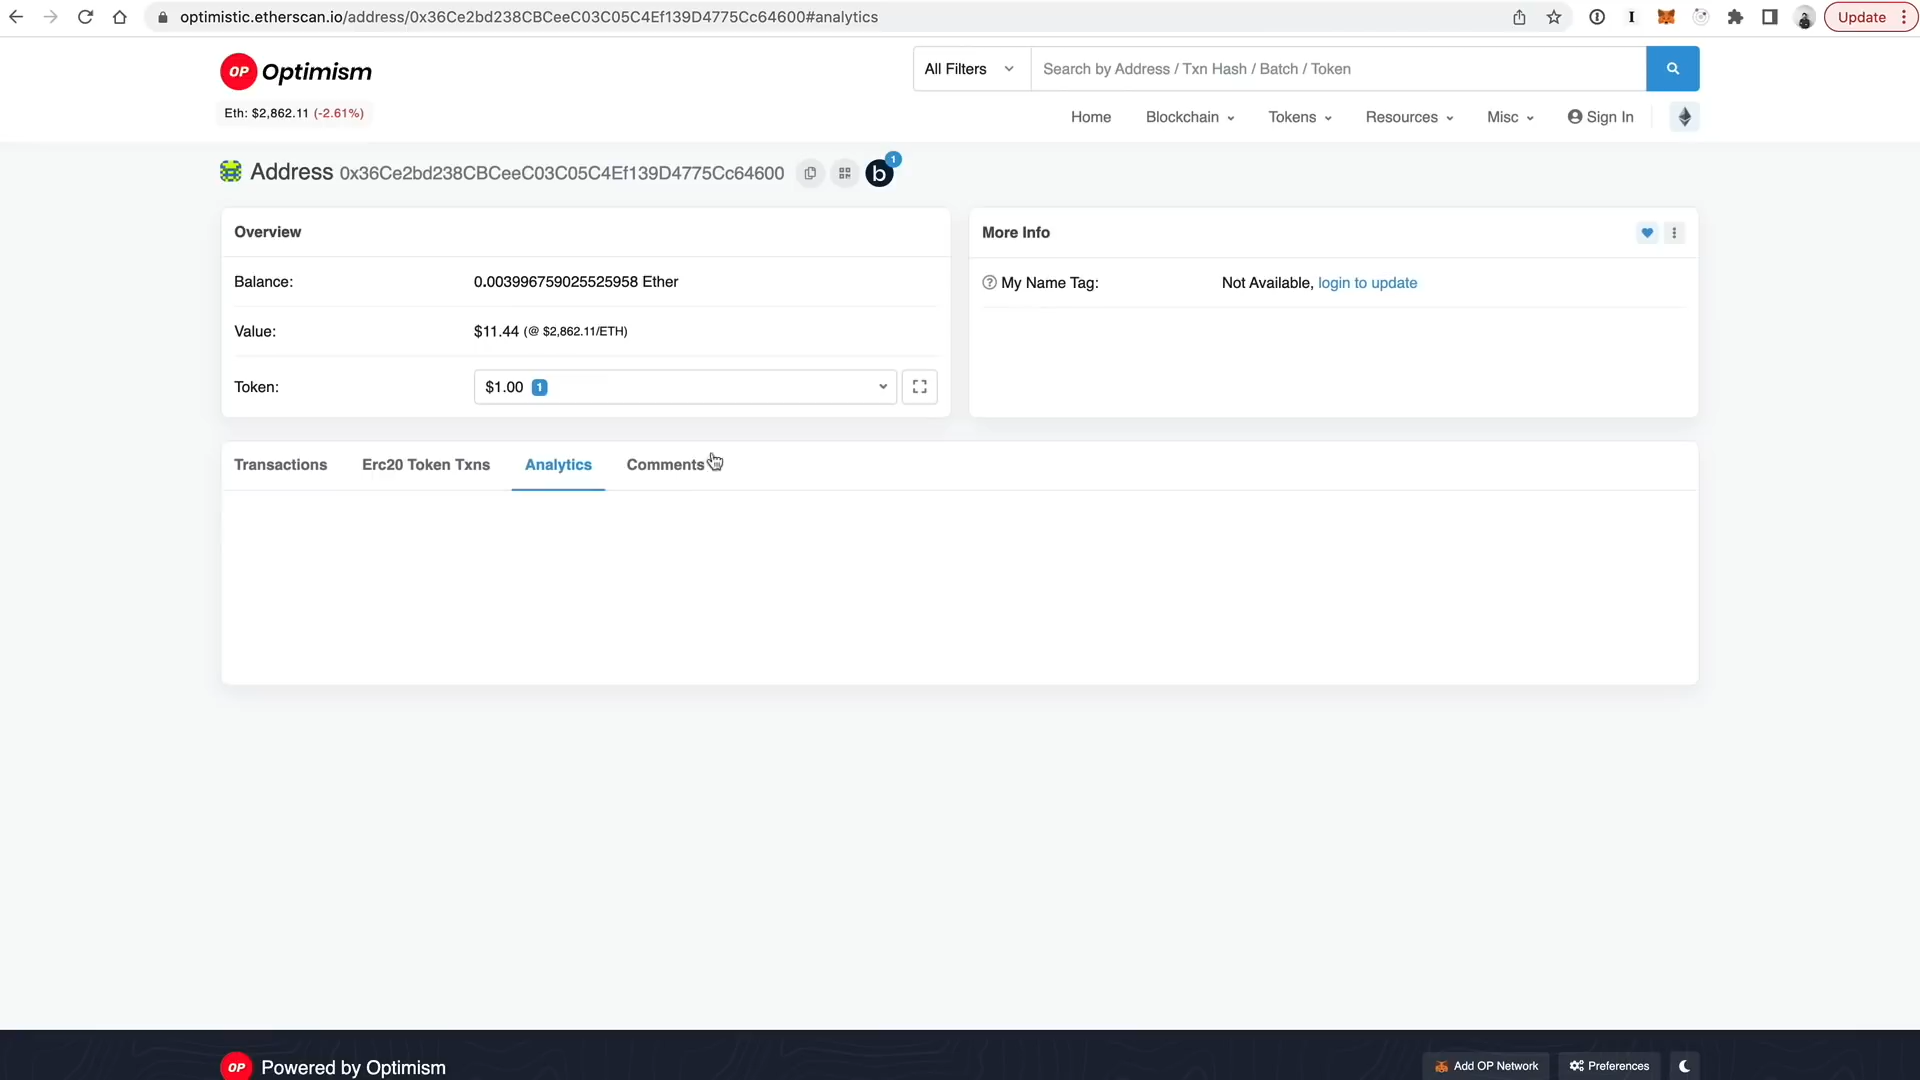 optimistic.etherscan.io/address/0x36Ce2bd238CBCeeC03C05C4Ef139D4775Cc64600#analytics
Update
OP Optimism
All Filters
Search by Address / Txn Hash / Batch / Token
Eth: $2,862.11 (-2.61%)
Home Blockchain Tokens Resources Misc Sign In
Address 0x36Ce2bd238CBCeeC03C05C4Ef139D4775Cc64600
b 1
Overview
Balance: 0.003996759025525958 Ether
Value: $11.44 (@ $2,862.11/ETH)
Token: $1.00 1
More Info
My Name Tag: Not Available, login to update
Transactions Erc20 Token Txns Analytics Comments
OP Powered by Optimism
Add OP Network Preferences